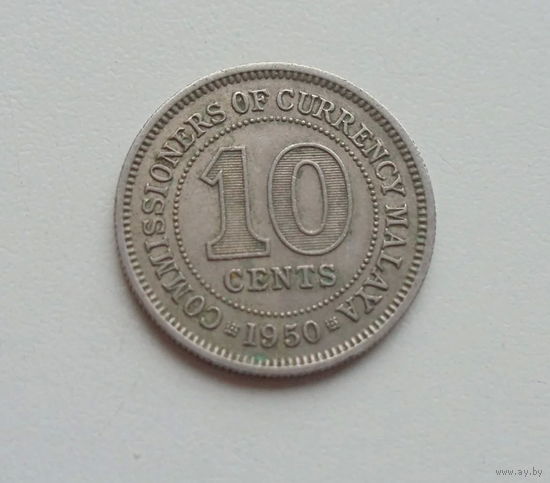 COMMISSIONERS OF CURRENCY MALAYA
10
CENTS
1950
www.ay.by